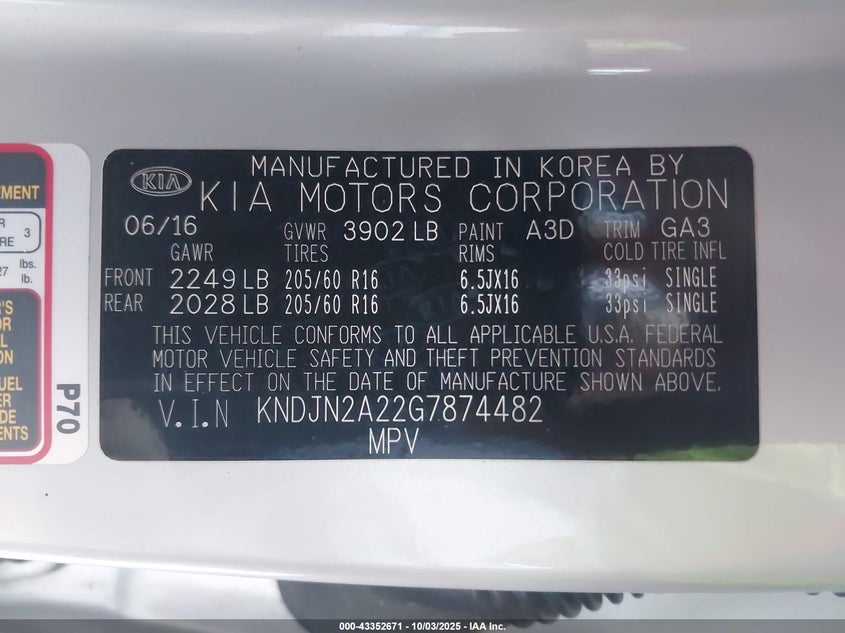 MANUFACTURED IN KOREA BY
KIA KIA MOTORS CORPORATION
06/16 GVWR 3902 LB PAINT A3D TRIM GA3
GAWR TIRES RIMS COLD TIRE INFL
FRONT 2249 LB 205/60 R16 6.5JX16 33psi SINGLE
REAR 2028 LB 205/60 R16 6.5JX16 33psi SINGLE
THIS VEHICLE CONFORMS TO ALL APPLICABLE U.S.A. FEDERAL
MOTOR VEHICLE SAFETY AND THEFT PREVENTION STANDARDS
IN EFFECT ON THE DATE OF MANUFACTURE SHOWN ABOVE.
V.I.N KNDJN2A22G7874482
MPV
3
27 lbs.
lb.
P70
000-43352671 - 10/03/2025 - IAA Inc.